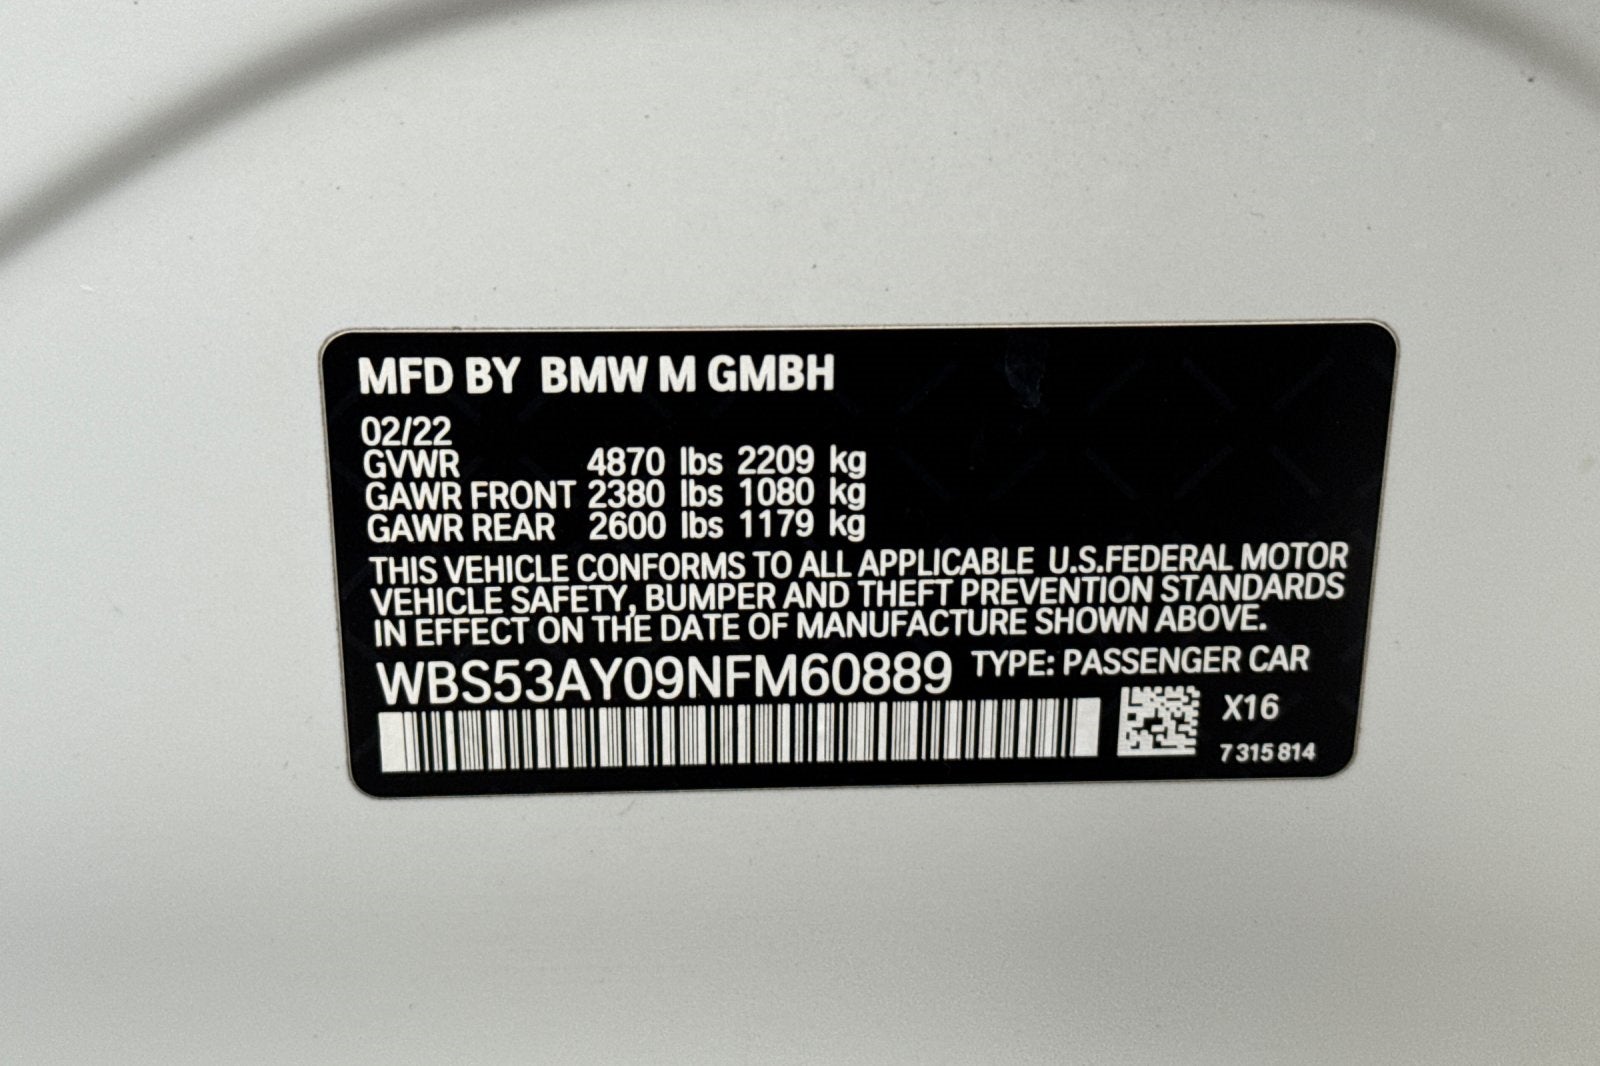 MFD BY BMW M GMBH
02/22
GVWR 4870 lbs 2209 kg
GAWR FRONT 2380 lbs 1080 kg
GAWR REAR 2600 lbs 1179 kg
THIS VEHICLE CONFORMS TO ALL APPLICABLE U.S.FEDERAL MOTOR
VEHICLE SAFETY, BUMPER AND THEFT PREVENTION STANDARDS
IN EFFECT ON THE DATE OF MANUFACTURE SHOWN ABOVE.
WBS53AY09NFM60889 TYPE: PASSENGER CAR
X16
7 315 814